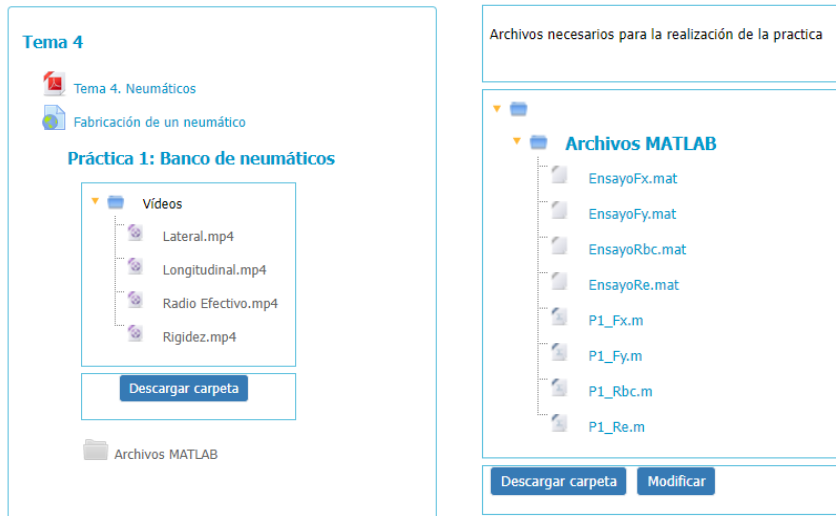 Tema 4
Tema 4. Neumáticos
Fabricación de un neumático
Práctica 1: Banco de neumáticos
Vídeos
Lateral.mp4
Longitudinal.mp4
Radio Efectivo.mp4
Rigidez.mp4
Descargar carpeta
Archivos MATLAB
Archivos necesarios para la realización de la practica
Archivos MATLAB
EnsayoFx.mat
EnsayoFy.mat
EnsayoRbc.mat
EnsayoRe.mat
P1_Fx.m
P1_Fy.m
P1_Rbc.m
P1_Re.m
Descargar carpeta
Modificar